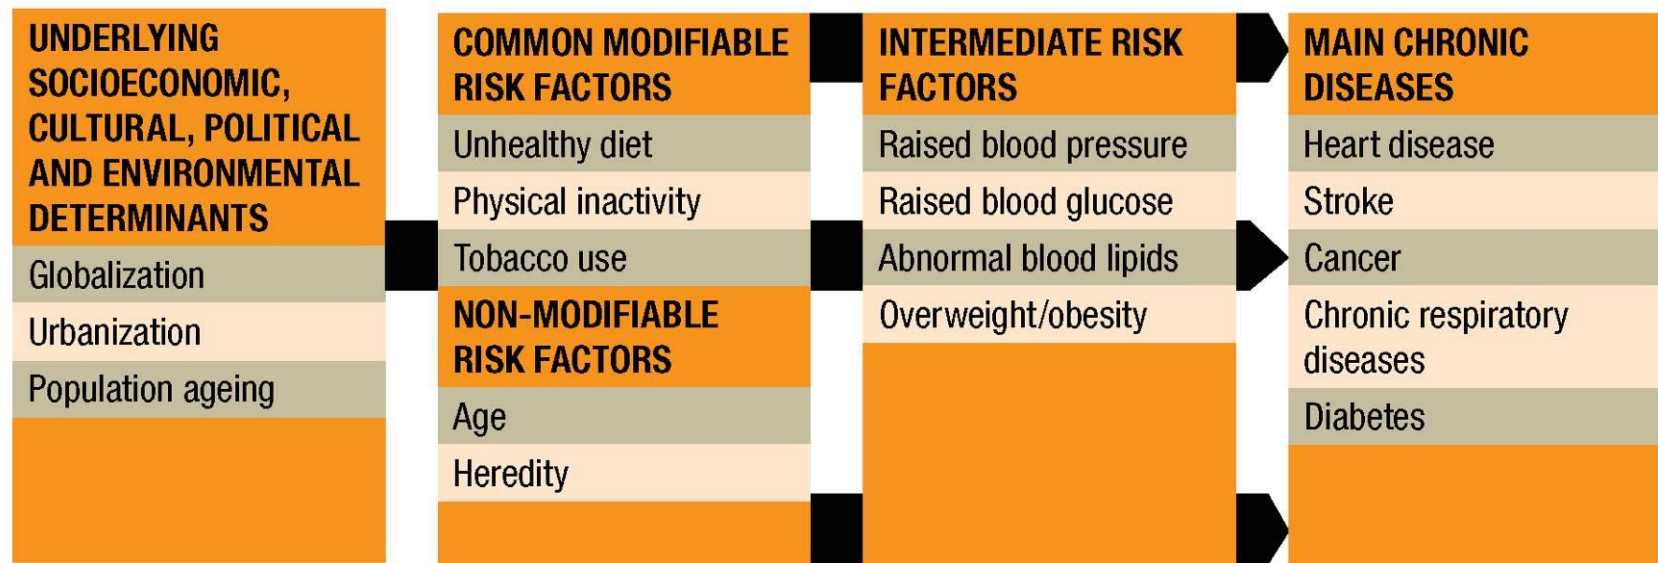 UNDERLYING
SOCIOECONOMIC,
CULTURAL, POLITICAL
AND ENVIRONMENTAL
DETERMINANTS
Globalization
Urbanization
Population ageing
COMMON MODIFIABLE
RISK FACTORS
Unhealthy diet
Physical inactivity
Tobacco use
NON-MODIFIABLE
RISK FACTORS
Age
Heredity
INTERMEDIATE RISK
FACTORS
Raised blood pressure
Raised blood glucose
Abnormal blood lipids
Overweight/obesity
MAIN CHRONIC
DISEASES
Heart disease
Stroke
Cancer
Chronic respiratory
diseases
Diabetes